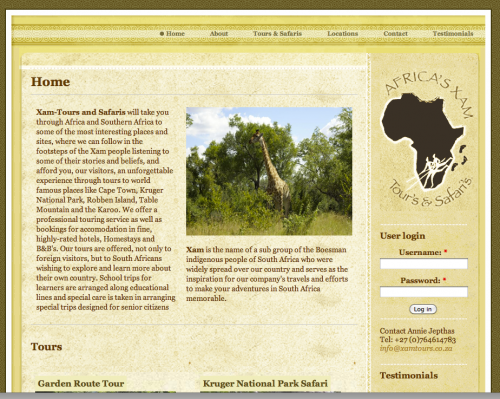 Home
About
Tours & Safaris
Locations
Contact
Testimonials
Home
Xam-Tours and Safaris will take you
through Africa and Southern Africa to
some of the most interesting places and
sites, where we can follow in the
footsteps of the Xam people listening to
some of their stories and beliefs, and
afford you, our visitors, an unforgettable
experience through tours to world
famous places like Cape Town, Kruger
National Park, Robben Island, Table
Mountain and the Karoo. We offer a
professional touring service as well as
bookings for accomodation in fine,
highly-rated hotels, Homestays and
B&B's. Our tours are offered, not only to
foreign visitors, but to South Africans
wishing to explore and learn more about
their own country. School trips for
learners are arranged along educational
lines and special care is taken in arranging
special trips designed for senior citizens
Xam is the name of a sub group of the Boesman
indigenous people of South Africa who were
widely spread over our country and serves as the
inspiration for our company's travels and efforts
to make your adventures in South Africa
memorable.
Tours
Garden Route Tour
Kruger National Park Safari
AFRICA'S XAM
Tour's & Safari's
User login
Username: *
Password: *
Log in
Contact Annie Jepthas
Tel: +27 (0)764614783
info@xamtours.co.za
Testimonials